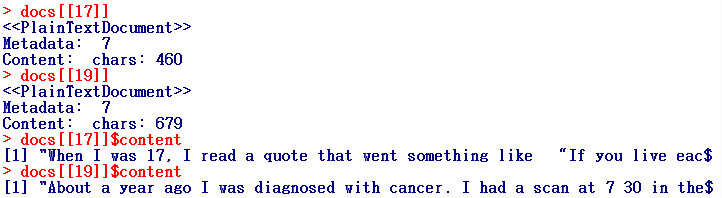 > docs[[17]]
<<PlainTextDocument>>
Metadata:  7
Content:  chars: 460
> docs[[19]]
<<PlainTextDocument>>
Metadata:  7
Content:  chars: 679
> docs[[17]]$content
[1] "When I was 17, I read a quote that went something like  “If you live eac$
> docs[[19]]$content
[1] "About a year ago I was diagnosed with cancer. I had a scan at 7 30 in the$